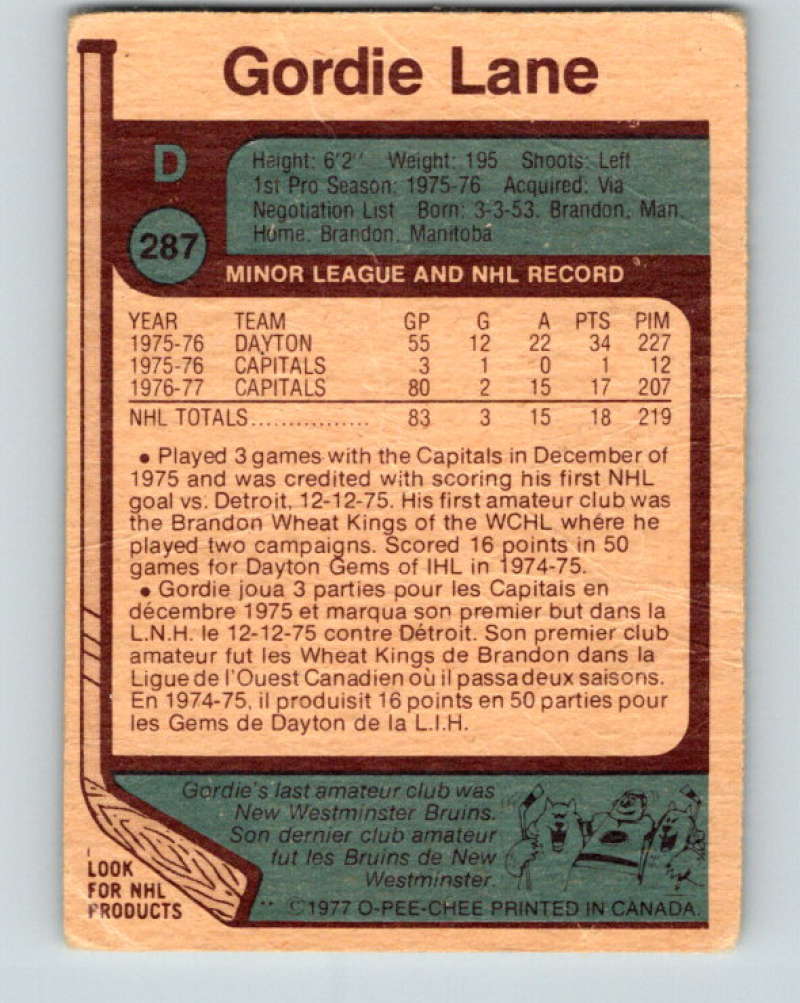 Gordie Lane
D
287
Height: 6'2'' Weight: 195 Shoots: Left
1st Pro Season: 1975-76 Acquired: Via
Negotiation List Born: 3-3-53. Brandon, Man.
Home. Brandon, Manitoba
MINOR LEAGUE AND NHL RECORD
YEAR TEAM GP G A PTS PIM
1975-76 DAYTON 55 12 22 34 227
1975-76 CAPITALS 3 1 0 1 12
1976-77 CAPITALS 80 2 15 17 207
NHL TOTALS................ 83 3 15 18 219
• Played 3 games with the Capitals in December of
1975 and was credited with scoring his first NHL
goal vs. Detroit, 12-12-75. His first amateur club was
the Brandon Wheat Kings of the WCHL where he
played two campaigns. Scored 16 points in 50
games for Dayton Gems of IHL in 1974-75.
• Gordie joua 3 parties pour les Capitals en
décembre 1975 et marqua son premier but dans la
L.N.H. le 12-12-75 contre Détroit. Son premier club
amateur fut les Wheat Kings de Brandon dans la
Ligue de l'Ouest Canadien où il passa deux saisons.
En 1974-75, il produisit 16 points en 50 parties pour
les Gems de Dayton de la L.I.H.
Gordie's last amateur club was
New Westminster Bruins.
Son dernier club amateur
fut les Bruins de New
Westminster.
LOOK
FOR NHL
PRODUCTS
** ©1977 O-PEE-CHEE PRINTED IN CANADA.